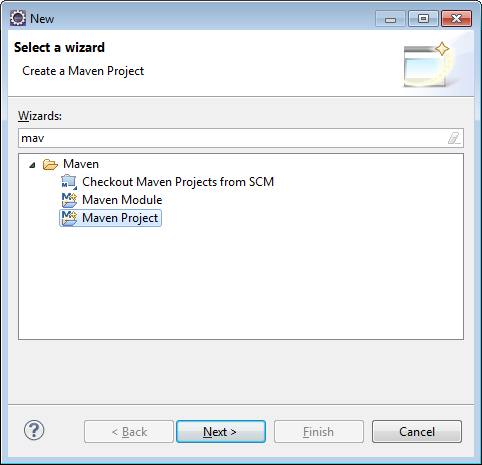 New
Select a wizard
Create a Maven Project
Wizards:
mav
Maven
Checkout Maven Projects from SCM
Maven Module
Maven Project
? < Back Next > Finish Cancel